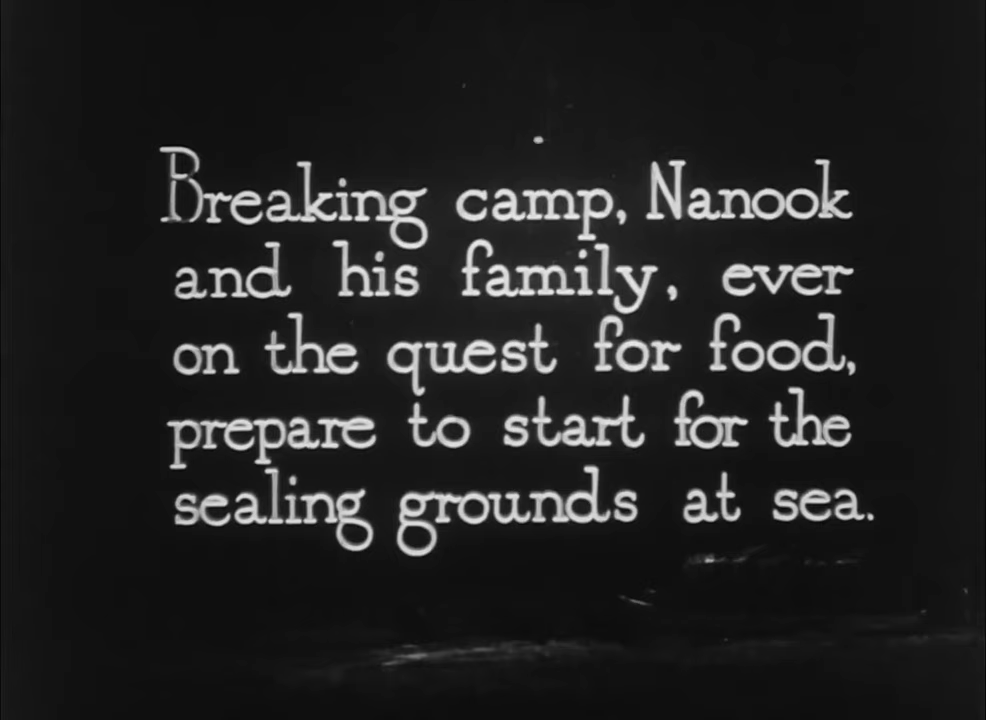 Breaking camp, Nanook
and his family, ever
on the quest for food,
prepare to start for the
sealing grounds at sea.